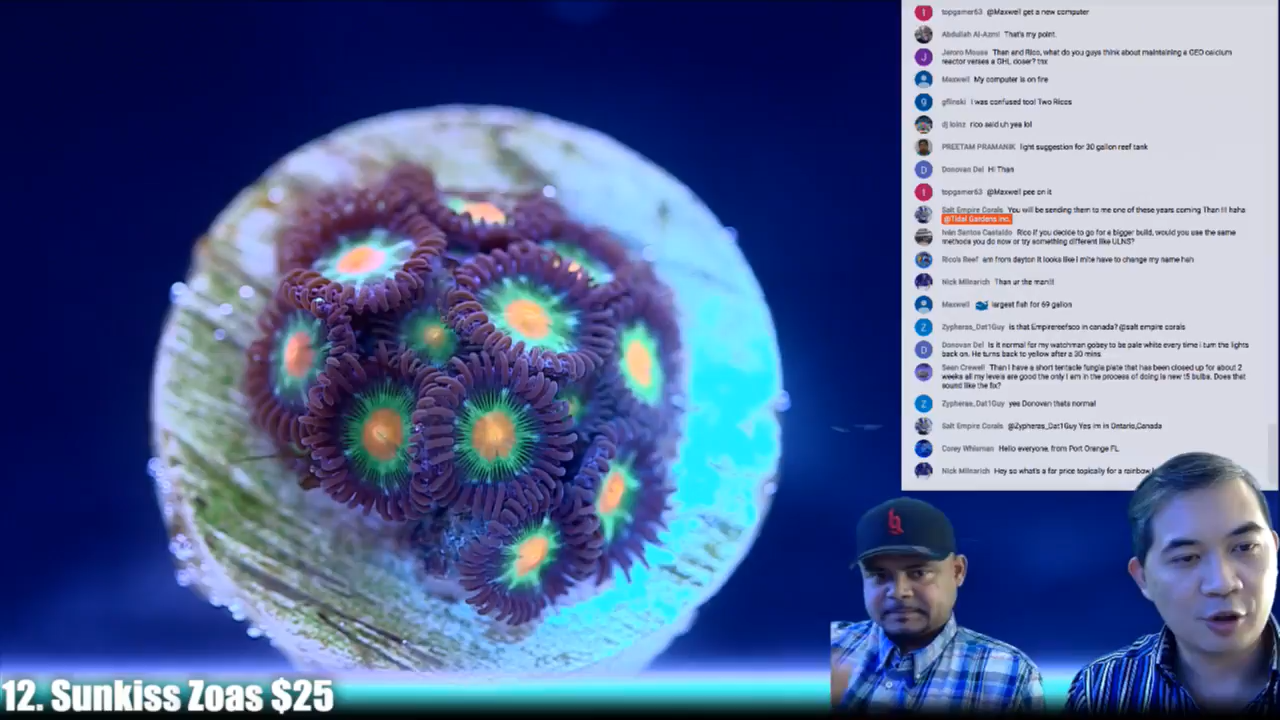 topgamer63 @Maxwell get a new computer
Abdullah Al-Azmi That's my point.
Jaroro Mouse Than and Rico, what do you guys think about maintaining a GEO calcium
reactor verses a GHL doser? tnx
Maxwell My computer is on fire
gflinski I was confused too! Two Ricos
rico said uh yea lol
PREETAM PRAMANIK light suggestion for 30 gallon reef tank
Donovan Del Hi Than
topgamer63 @Maxwell pee on it
Salt Empire Corals You will be sending them to me one of these years coming Than !!! haha
@Tidal Gardens inc.
Iván Santos Castaldo Rico if you decide to go for a bigger build, would you use the same
methods you do now or try something different like ULNS?
Rico's Reef am from dayton it looks like I mite have to change my name hah
Nick Milnarich Than ur the man!!!
Maxwell largest fish for 69 gallon
Zypheras_Dat1Guy is that Empirereefsco in canada? @salt empire corals
Donovan Del Is it normal for my watchman gobey to be pale white every time i turn the lights
back on. He turns back to yellow after a 30 mins.
Sean Crewell Than I have a short tentacle fungia plate that has been closed up for about 2
weeks all my levels are good the only I am in the process of doing is new t5 bulbs. Does that
sound like the fix?
Zypheras_Dat1Guy yes Donovan thats normal
Salt Empire Corals @Zypheras_Dat1Guy Yes im in Ontario,Canada
Corey Whisman Hello everyone, from Port Orange FL
Nick Milnarich Hey so what's a far price topically for a rainbow
12. Sunkiss Zoas $25